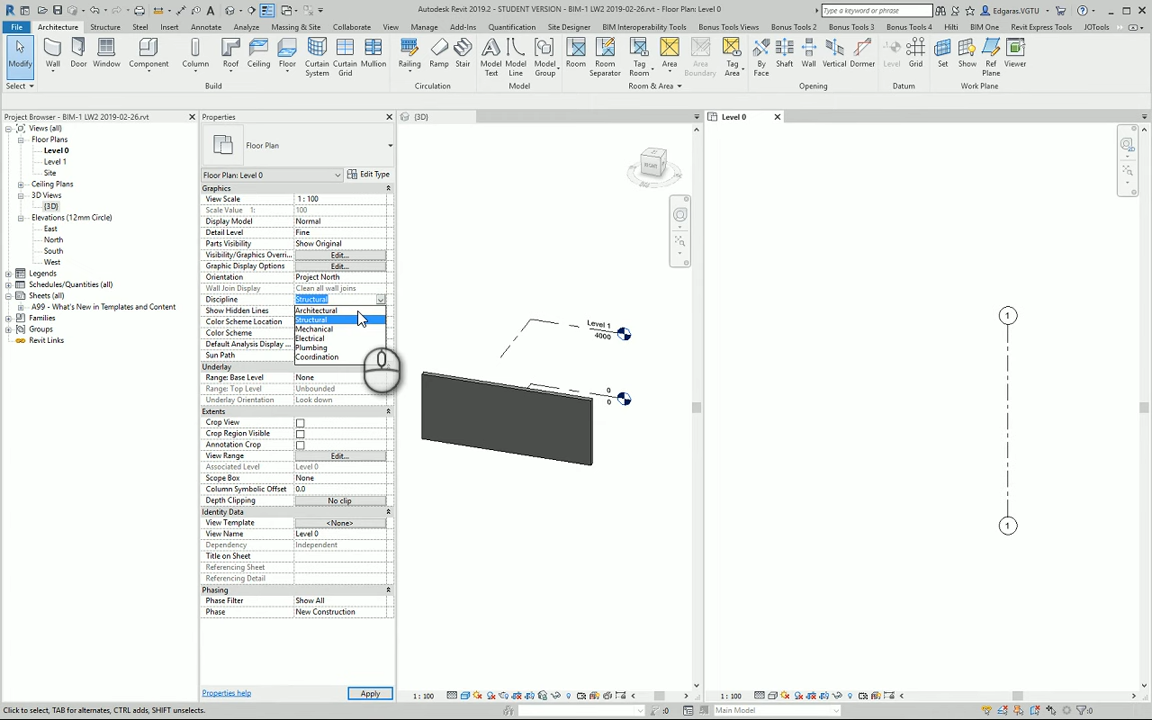 Autodesk Revit 2019.2 - STUDENT VERSION - BIM-1 LW2 2019-02-26.rvt - Floor Plan: Level 0
Type a keyword or phrase
Edgaras.VGTU
File Architecture Structure Steel Insert Annotate Analyze Massing & Site Collaborate View Manage Add-Ins Quantification Site Designer BIM Interoperability Tools Bonus Tools Views Bonus Tools 2 Bonus Tools 3 Bonus Tools 4 Hilti BIM One Revit Express Tools JOTools
Modify Wall Door Window Component Column Roof Ceiling Floor Curtain System Curtain Grid Mullion Railing Ramp Stair Model Text Model Line Model Group Room Room Separator Tag Room Area Area Boundary Tag Area By Face Shaft Wall Vertical Dormer Level Grid Set Show Ref Plane Viewer
Select Build Circulation Model Room & Area Opening Datum Work Plane
Project Browser - BIM-1 LW2 2019-02-26.rvt
Views (all)
Floor Plans
Level 0
Level 1
Site
Ceiling Plans
3D Views
{3D}
Elevations (12mm Circle)
East
North
South
West
Legends
Schedules/Quantities (all)
Sheets (all)
A99 - What's New in Templates and Content
Families
Groups
Revit Links
Properties
Floor Plan
Floor Plan: Level 0 Edit Type
Graphics
View Scale 1 : 100
Scale Value 1: 100
Display Model Normal
Detail Level Fine
Parts Visibility Show Original
Visibility/Graphics Overri... Edit...
Graphic Display Options Edit...
Orientation Project North
Wall Join Display Clean all wall joins
Discipline Structural
Show Hidden Lines Architectural
Color Scheme Location Structural
Mechanical
Color Scheme Electrical
Default Analysis Display ... Plumbing
Sun Path Coordination
Underlay
Range: Base Level None
Range: Top Level Unbounded
Underlay Orientation Look down
Extents
Crop View
Crop Region Visible
Annotation Crop
View Range Edit...
Associated Level Level 0
Scope Box None
Column Symbolic Offset 0.0
Depth Clipping No clip
Identity Data
View Template <None>
View Name Level 0
Dependency Independent
Title on Sheet
Referencing Sheet
Referencing Detail
Phasing
Phase Filter Show All
Phase New Construction
Properties help Apply
{3D}
RIGHT
Level 1
4000
0
0
1 : 100
Level 0
1
1
1 : 100
Click to select, TAB for alternates, CTRL adds, SHIFT unselects.
:0
Main Model
:0